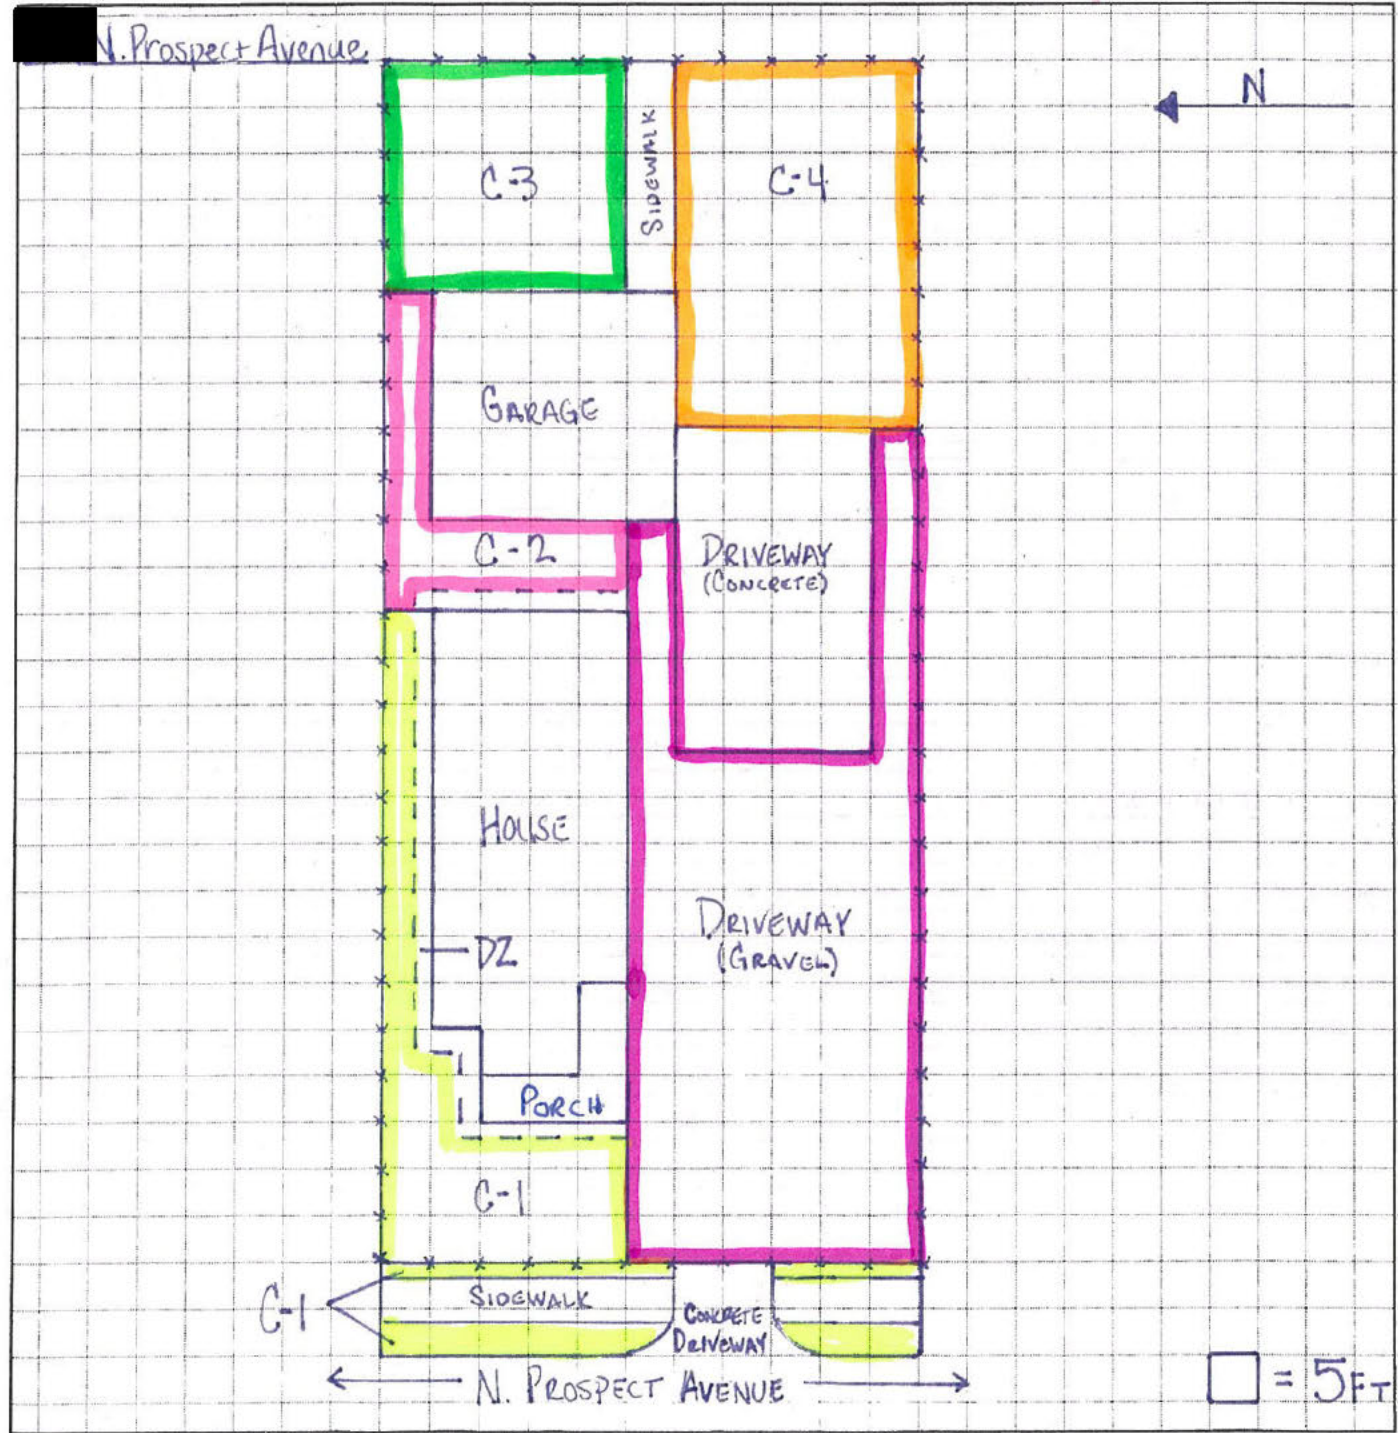 N. Prospect Avenue
N
C-3
SIDEWALK
C-4
GARAGE
C-2
DRIVEWAY
(CONCRETE)
HOUSE
DRIVEWAY
(GRAVEL)
DZ
PORCH
C-1
C-1
SIDEWALK
CONCRETE
DRIVEWAY
N. PROSPECT AVENUE
= 5FT